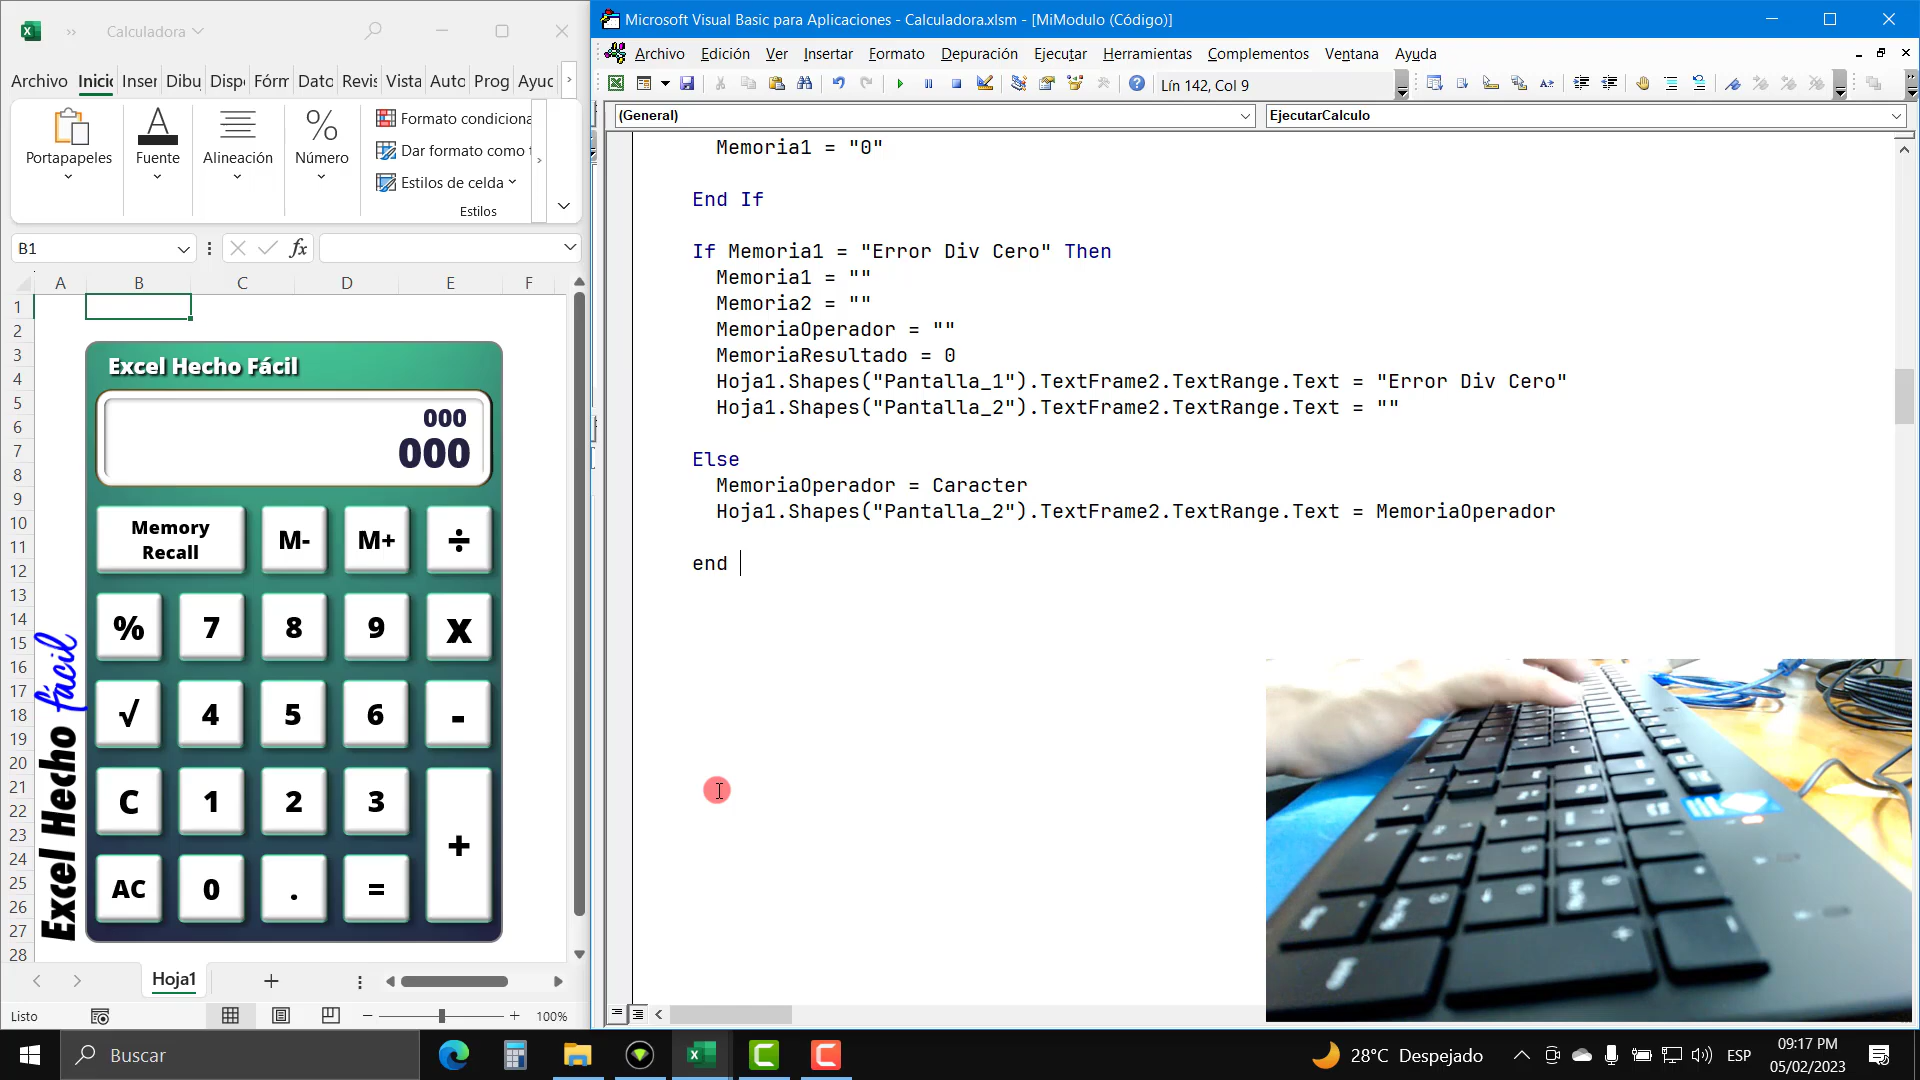 Calculadora
Archivo Inicio Inser Dibu Dispo Fórm Dato Revis Vista Auto Prog Ayuc
Portapapeles
Fuente
Alineación
Número
Formato condiciona
Dar formato como t
Estilos de celda
Estilos
B1
fx
A B C D E F
1
2
3
4
5
6
7
8
9
10
11
12
13
14
15
16
17
18
19
20
21
22
23
24
25
26
27
28
Excel Hecho Fácil
000
000
Memory
Recall
M- M+ ÷
% 7 8 9 X
√ 4 5 6 -
C 1 2 3
+
AC 0 . =
Excel Hecho fácil
Hoja1
Listo
100%
Microsoft Visual Basic para Aplicaciones - Calculadora.xlsm - [MiModulo (Código)]
Archivo Edición Ver Insertar Formato Depuración Ejecutar Herramientas Complementos Ventana Ayuda
Lín 142, Col 9
(General)
EjecutarCalculo
Memoria1 = "0"
End If
If Memoria1 = "Error Div Cero" Then
Memoria1 = ""
Memoria2 = ""
MemoriaOperador = ""
MemoriaResultado = 0
Hoja1.Shapes("Pantalla_1").TextFrame2.TextRange.Text = "Error Div Cero"
Hoja1.Shapes("Pantalla_2").TextFrame2.TextRange.Text = ""
Else
MemoriaOperador = Caracter
Hoja1.Shapes("Pantalla_2").TextFrame2.TextRange.Text = MemoriaOperador
end
Buscar
28°C Despejado
ESP
09:17 PM
05/02/2023